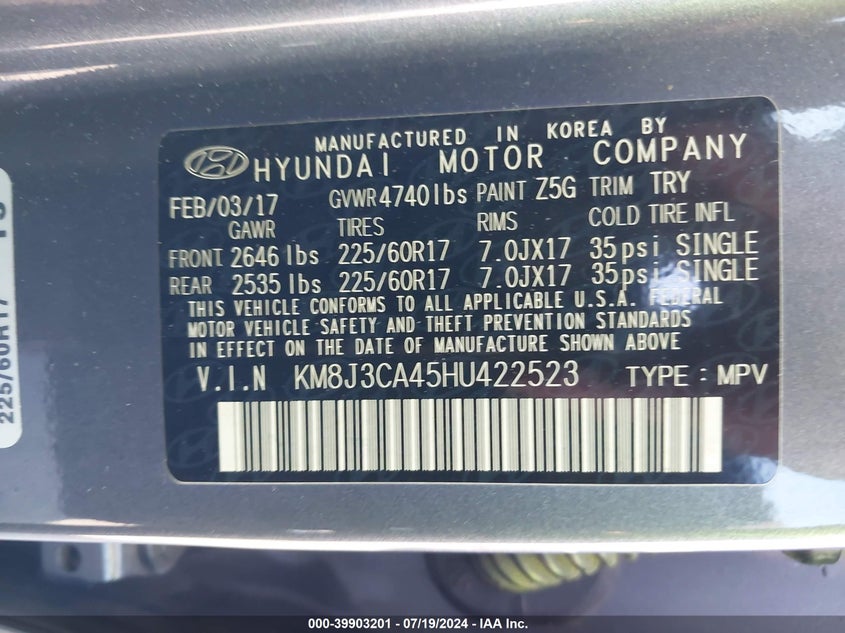 MANUFACTURED IN KOREA BY
HYUNDAI MOTOR COMPANY
FEB/03/17 GVWR 4740lbs PAINT Z5G TRIM TRY
GAWR TIRES RIMS COLD TIRE INFL
FRONT 2646 lbs 225/60R17 7.0JX17 35psi SINGLE
REAR 2535 lbs 225/60R17 7.0JX17 35psi SINGLE
THIS VEHICLE CONFORMS TO ALL APPLICABLE U.S.A. FEDERAL
MOTOR VEHICLE SAFETY AND THEFT PREVENTION STANDARDS
IN EFFECT ON THE DATE OF MANUFACTURE SHOWN ABOVE
V.I.N KM8J3CA45HU422523 TYPE : MPV
225/60R17
000-39903201 - 07/19/2024 - IAA Inc.